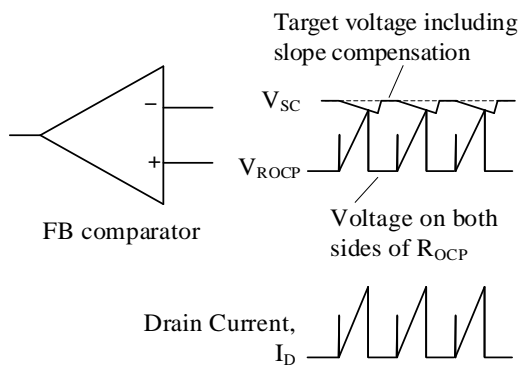 Target voltage including
slope compensation
V_SC
−
+
V_ROCP
FB comparator
Voltage on both
sides of R_OCP
Drain Current,
I_D